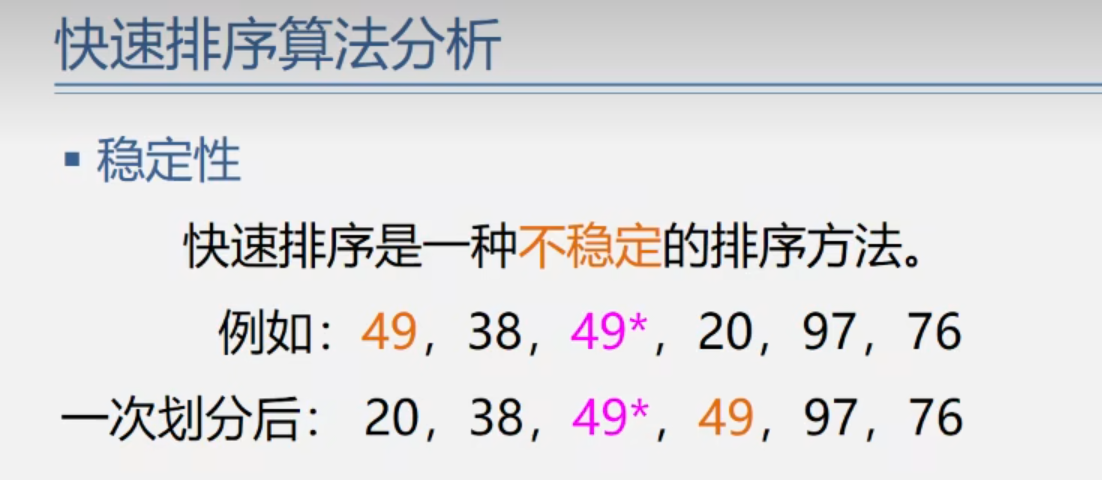 快速排序算法分析
▪ 稳定性
快速排序是一种不稳定的排序方法。
例如：49，38，49*，20，97，76
一次划分后： 20，38，49*，49，97，76